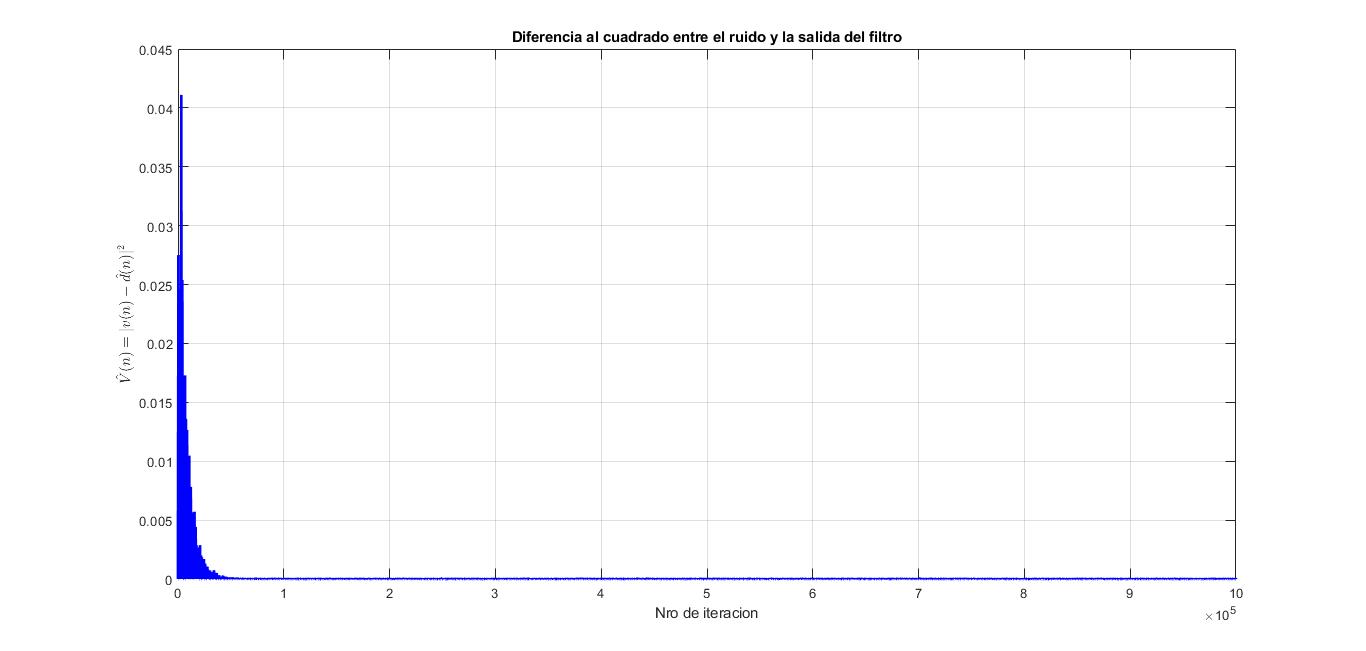 Diferencia al cuadrado entre el ruido y la salida del filtro
0.045
0.04
0.035
0.03
0.025
0.02
0.015
0.01
0.005
0
V̂(n) = |v(n) − d̂(n)|²
0 1 2 3 4 5 6 7 8 9 10
×10⁵
Nro de iteracion